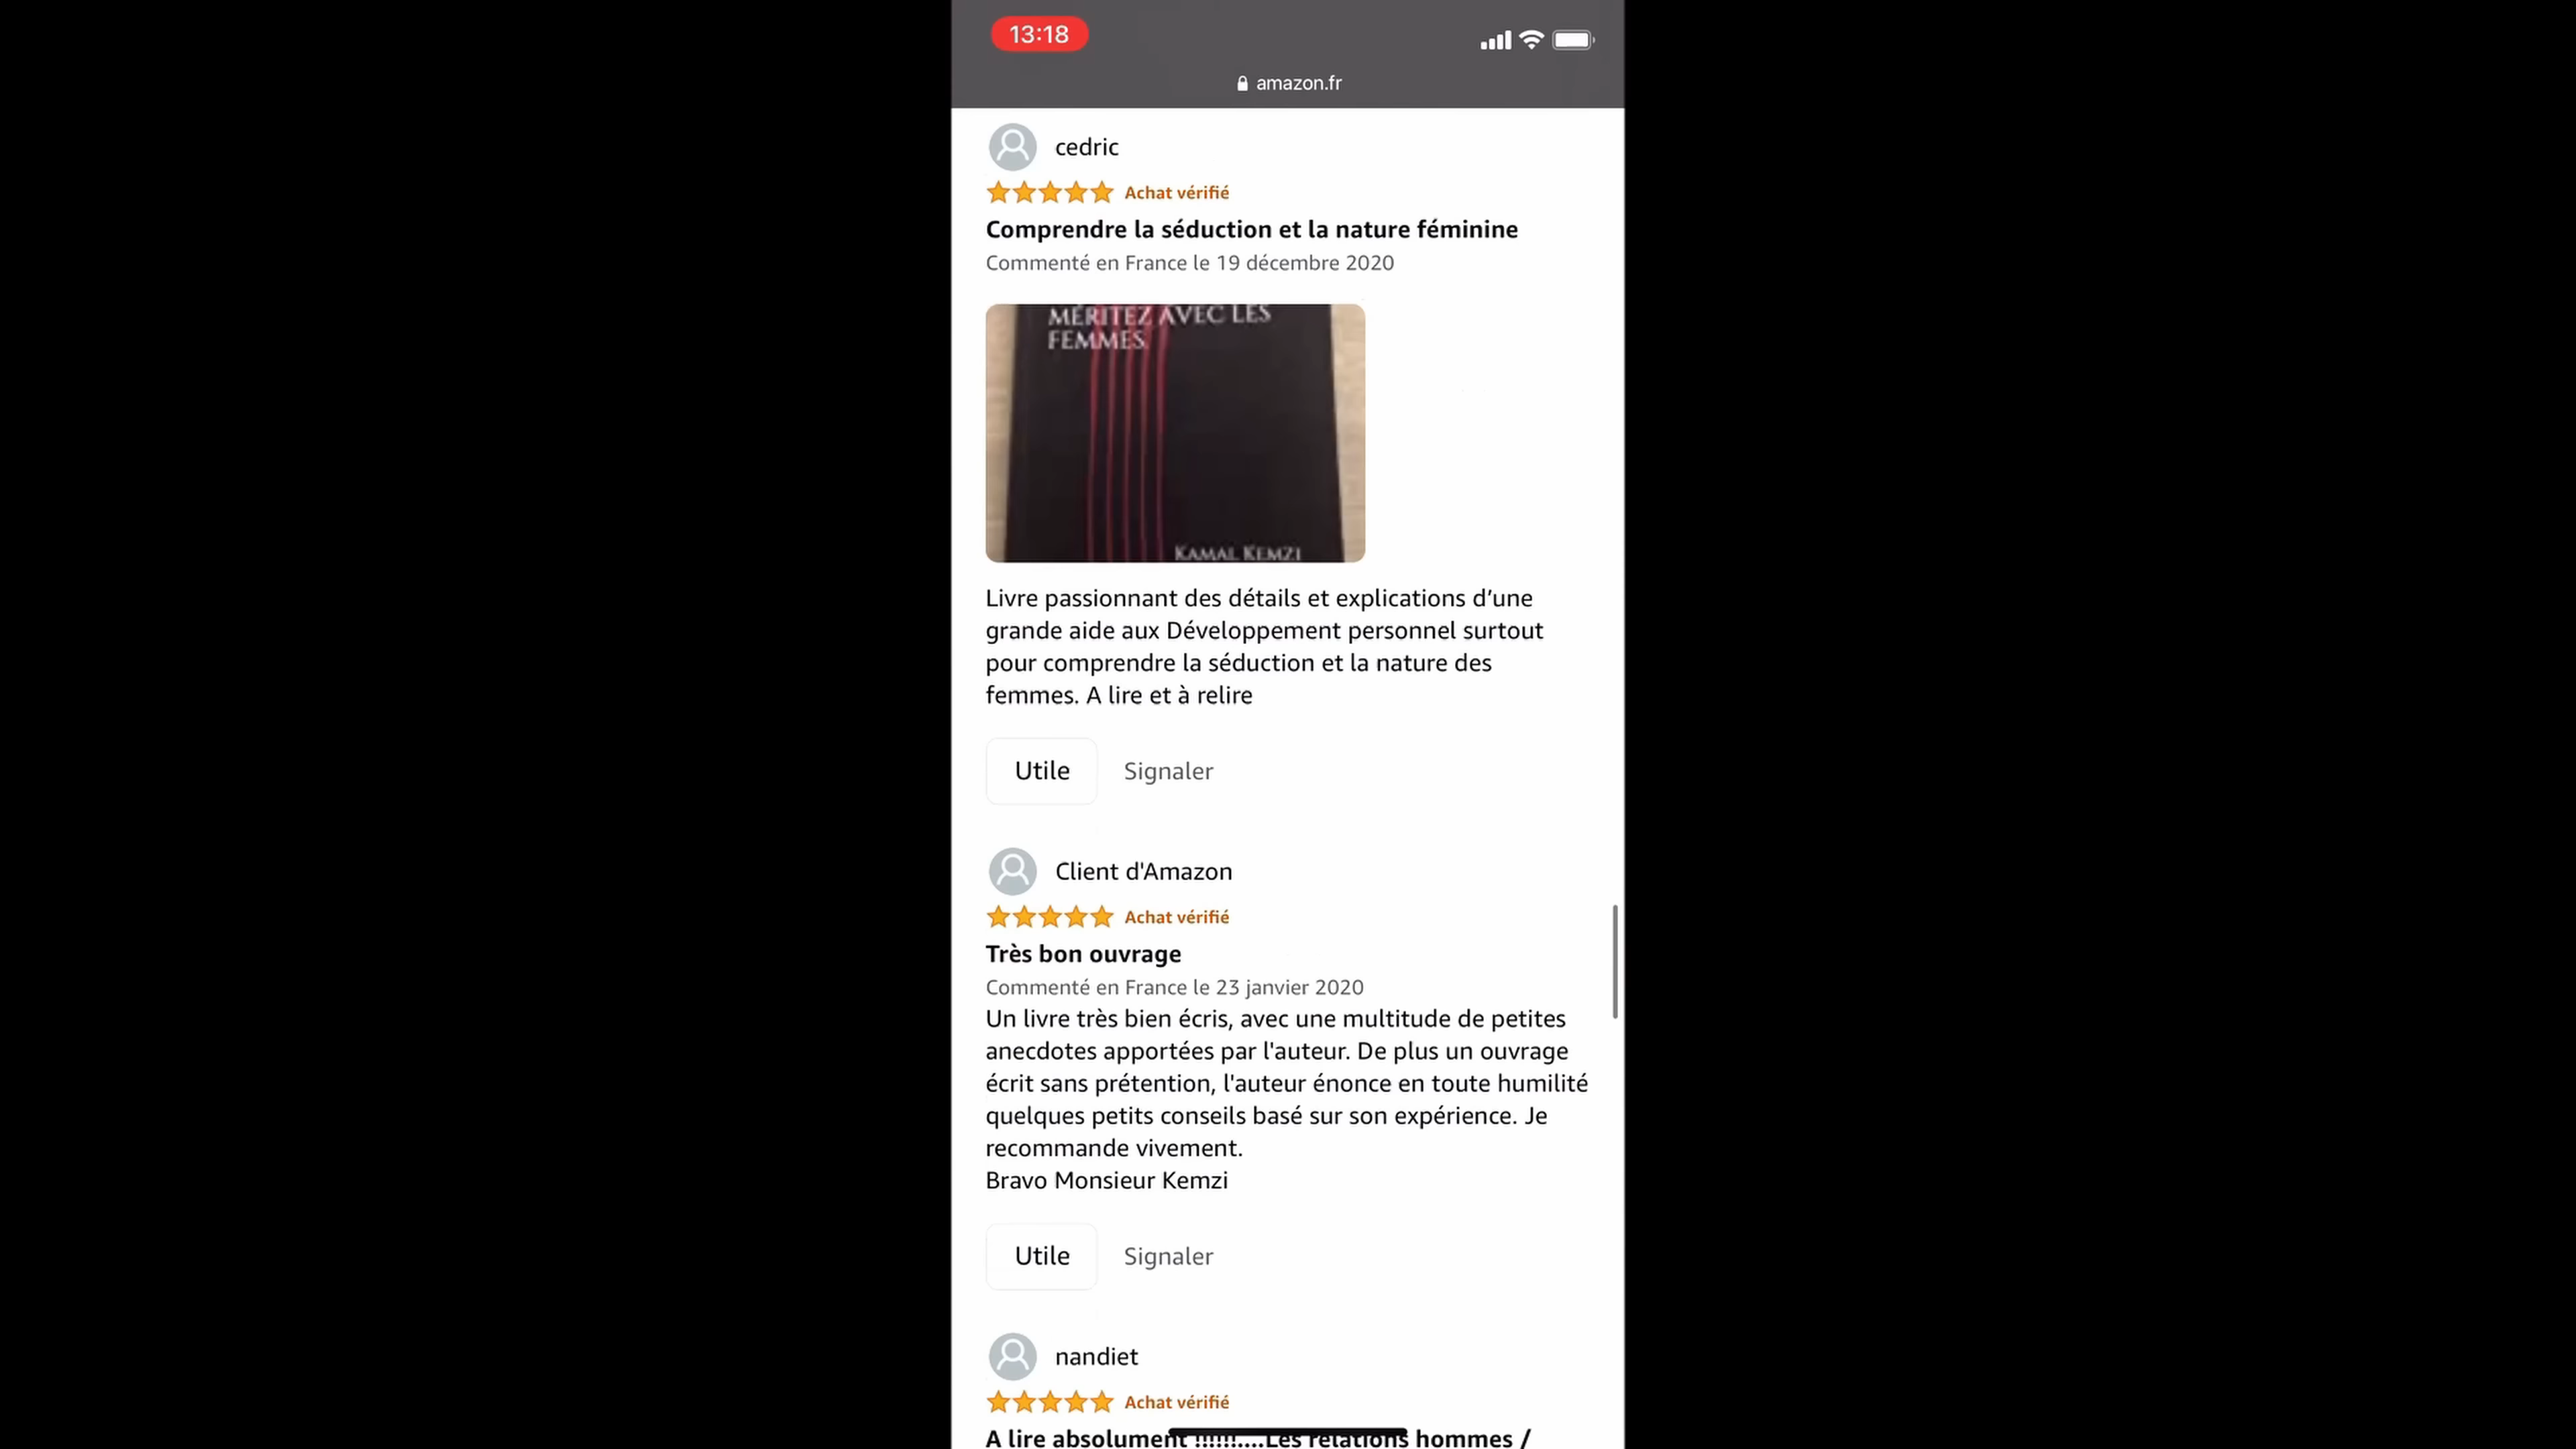 13:18
amazon.fr
cedric
Achat vérifié
Comprendre la séduction et la nature féminine
Commenté en France le 19 décembre 2020
MÉRITEZ AVEC LES
FEMMES
KAMAL KEMZI
Livre passionnant des détails et explications d’une
grande aide aux Développement personnel surtout
pour comprendre la séduction et la nature des
femmes. A lire et à relire
Utile Signaler
Client d'Amazon
Achat vérifié
Très bon ouvrage
Commenté en France le 23 janvier 2020
Un livre très bien écris, avec une multitude de petites
anecdotes apportées par l'auteur. De plus un ouvrage
écrit sans prétention, l'auteur énonce en toute humilité
quelques petits conseils basé sur son expérience. Je
recommande vivement.
Bravo Monsieur Kemzi
Utile Signaler
nandiet
Achat vérifié
A lire absolument !!!!!!....Les relations hommes /